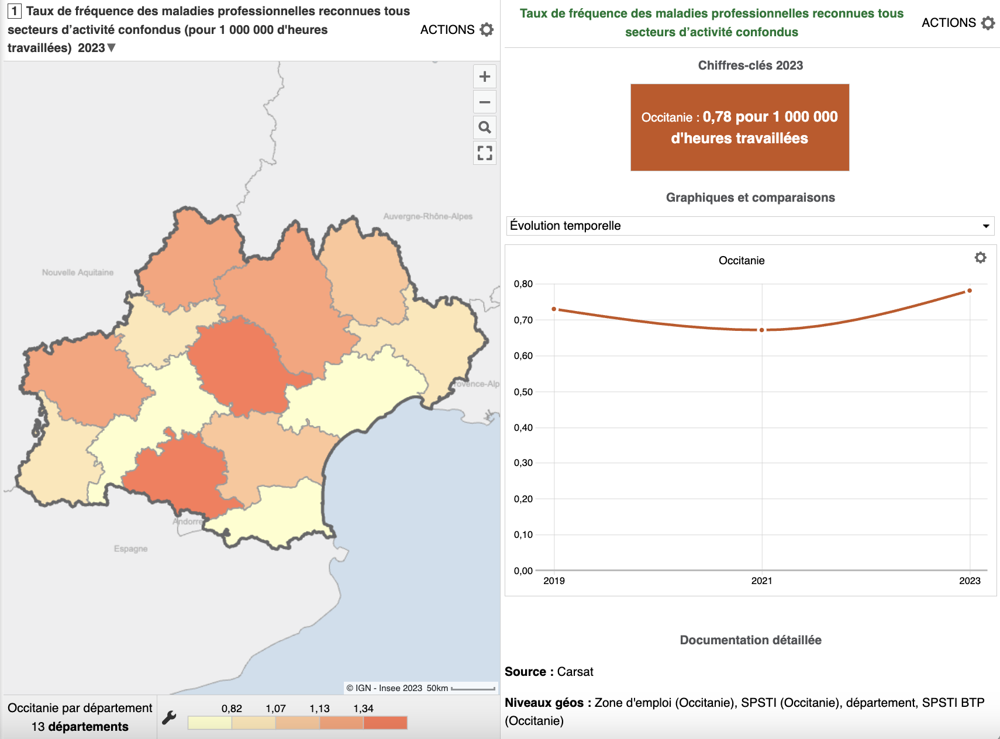 1 Taux de fréquence des maladies professionnelles reconnues tous
secteurs d’activité confondus (pour 1 000 000 d'heures
travaillées) 2023▼
ACTIONS
Auvergne-Rhône-Alpes
Nouvelle Aquitaine
rovence-Alp
Andorre
Espagne
© IGN - Insee 2023 50km
Occitanie par département
13 départements
0,82 1,07 1,13 1,34
Taux de fréquence des maladies professionnelles reconnues tous
secteurs d’activité confondus
ACTIONS
Chiffres-clés 2023
Occitanie : 0,78 pour 1 000 000
d'heures travaillées
Graphiques et comparaisons
Évolution temporelle
Occitanie
0,80
0,70
0,60
0,50
0,40
0,30
0,20
0,10
0,00
2019 2021 2023
Documentation détaillée
Source : Carsat
Niveaux géos : Zone d'emploi (Occitanie), SPSTI (Occitanie), département, SPSTI BTP
(Occitanie)